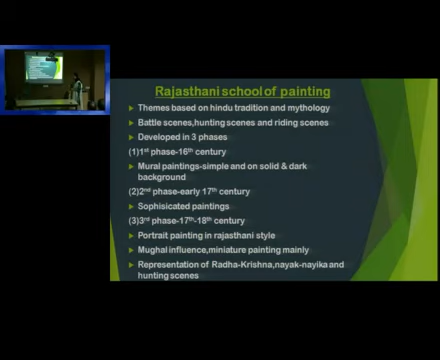 Rajasthani school of painting
Themes based on hindu tradition and mythology
Battle scenes,hunting scenes and riding scenes
Developed in 3 phases
(1)1st phase-16th century
Mural paintings-simple and on solid & dark
background
(2)2nd phase-early 17th century
Sophisicated paintings
(3)3rd phase-17th-18th century
Portrait painting in rajasthani style
Mughal influence,miniature painting mainly
Representation of Radha-Krishna,nayak-nayika and
hunting scenes